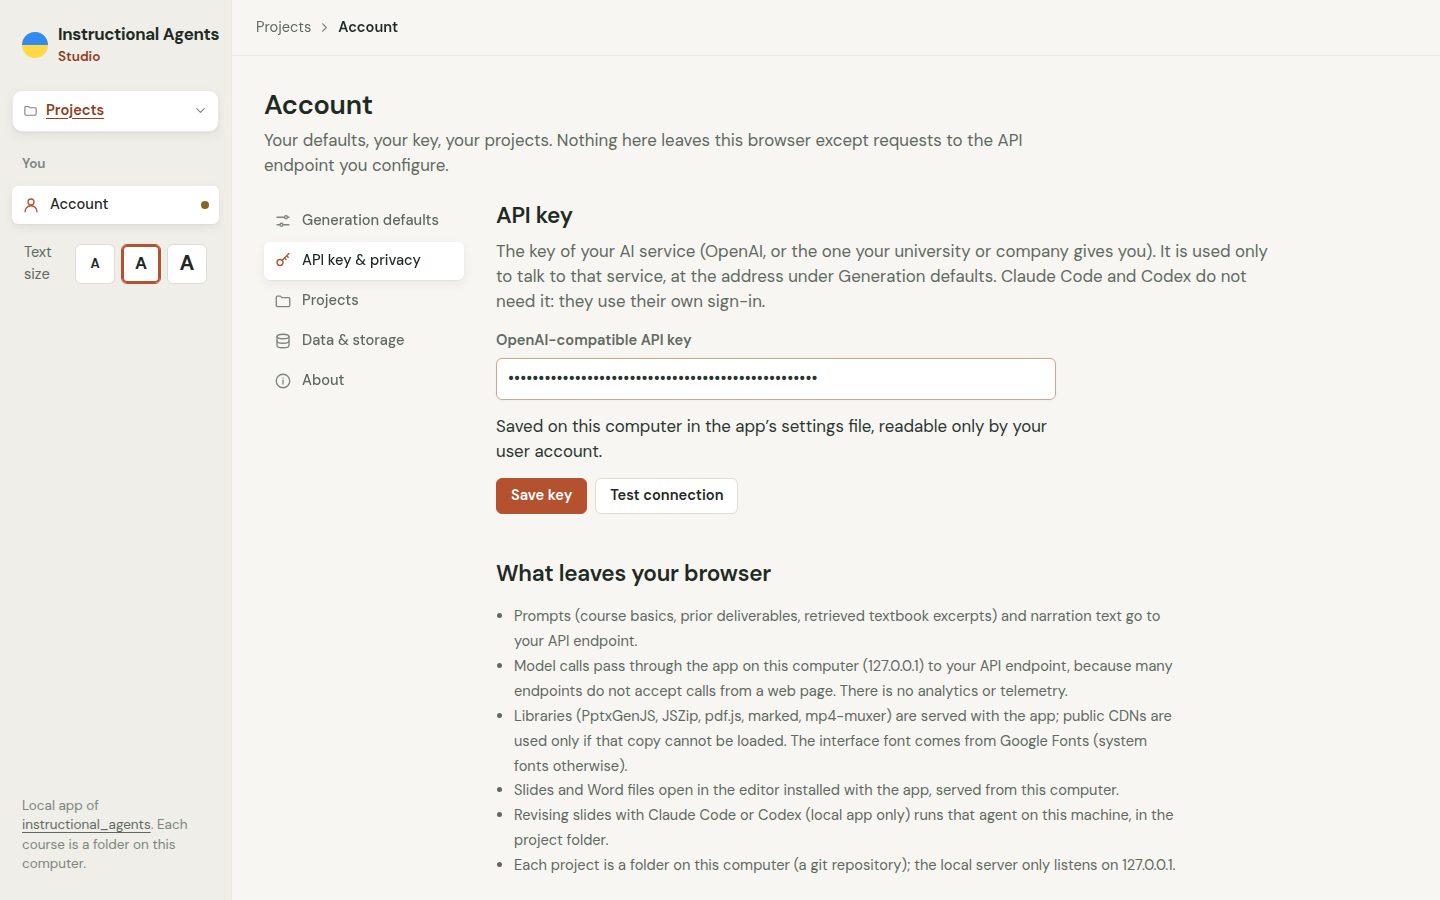 Instructional Agents
Studio
Projects
You
Account
Text
size
A
A
A
Local app of
instructional_agents. Each
course is a folder on this
computer.
Projects > Account
Account
Your defaults, your key, your projects. Nothing here leaves this browser except requests to the API
endpoint you configure.
Generation defaults
API key & privacy
Projects
Data & storage
About
API key
The key of your AI service (OpenAI, or the one your university or company gives you). It is used only
to talk to that service, at the address under Generation defaults. Claude Code and Codex do not
need it: they use their own sign-in.
OpenAI-compatible API key
Saved on this computer in the app’s settings file, readable only by your
user account.
Save key
Test connection
What leaves your browser
• Prompts (course basics, prior deliverables, retrieved textbook excerpts) and narration text go to
your API endpoint.
• Model calls pass through the app on this computer (127.0.0.1) to your API endpoint, because many
endpoints do not accept calls from a web page. There is no analytics or telemetry.
• Libraries (PptxGenJS, JSZip, pdf.js, marked, mp4-muxer) are served with the app; public CDNs are
used only if that copy cannot be loaded. The interface font comes from Google Fonts (system
fonts otherwise).
• Slides and Word files open in the editor installed with the app, served from this computer.
• Revising slides with Claude Code or Codex (local app only) runs that agent on this machine, in the
project folder.
• Each project is a folder on this computer (a git repository); the local server only listens on 127.0.0.1.